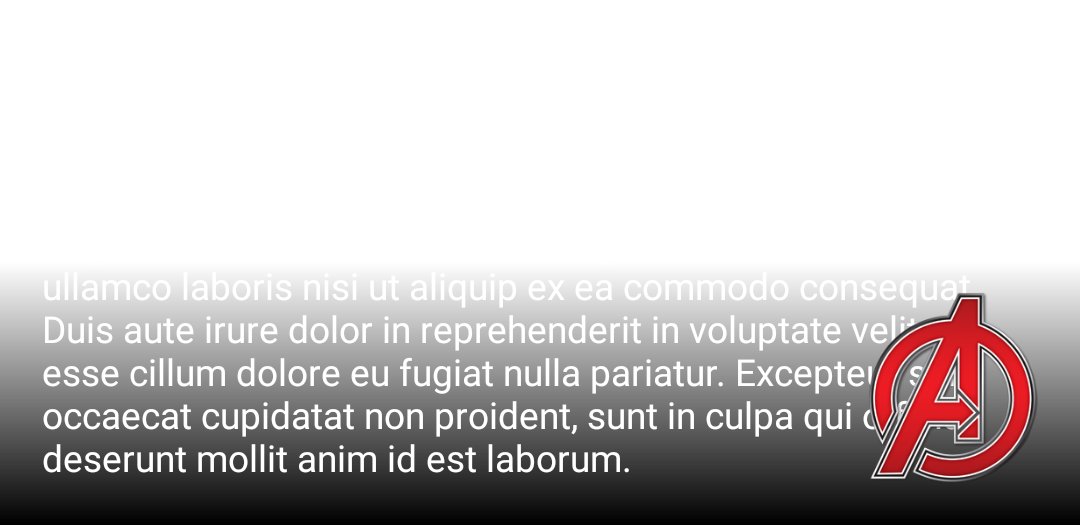 ullamco laboris nisi ut aliquip ex ea commodo consequat
Duis aute irure dolor in reprehenderit in voluptate velit
esse cillum dolore eu fugiat nulla pariatur. Excepteur
occaecat cupidatat non proident, sunt in culpa qui
deserunt mollit anim id est laborum.